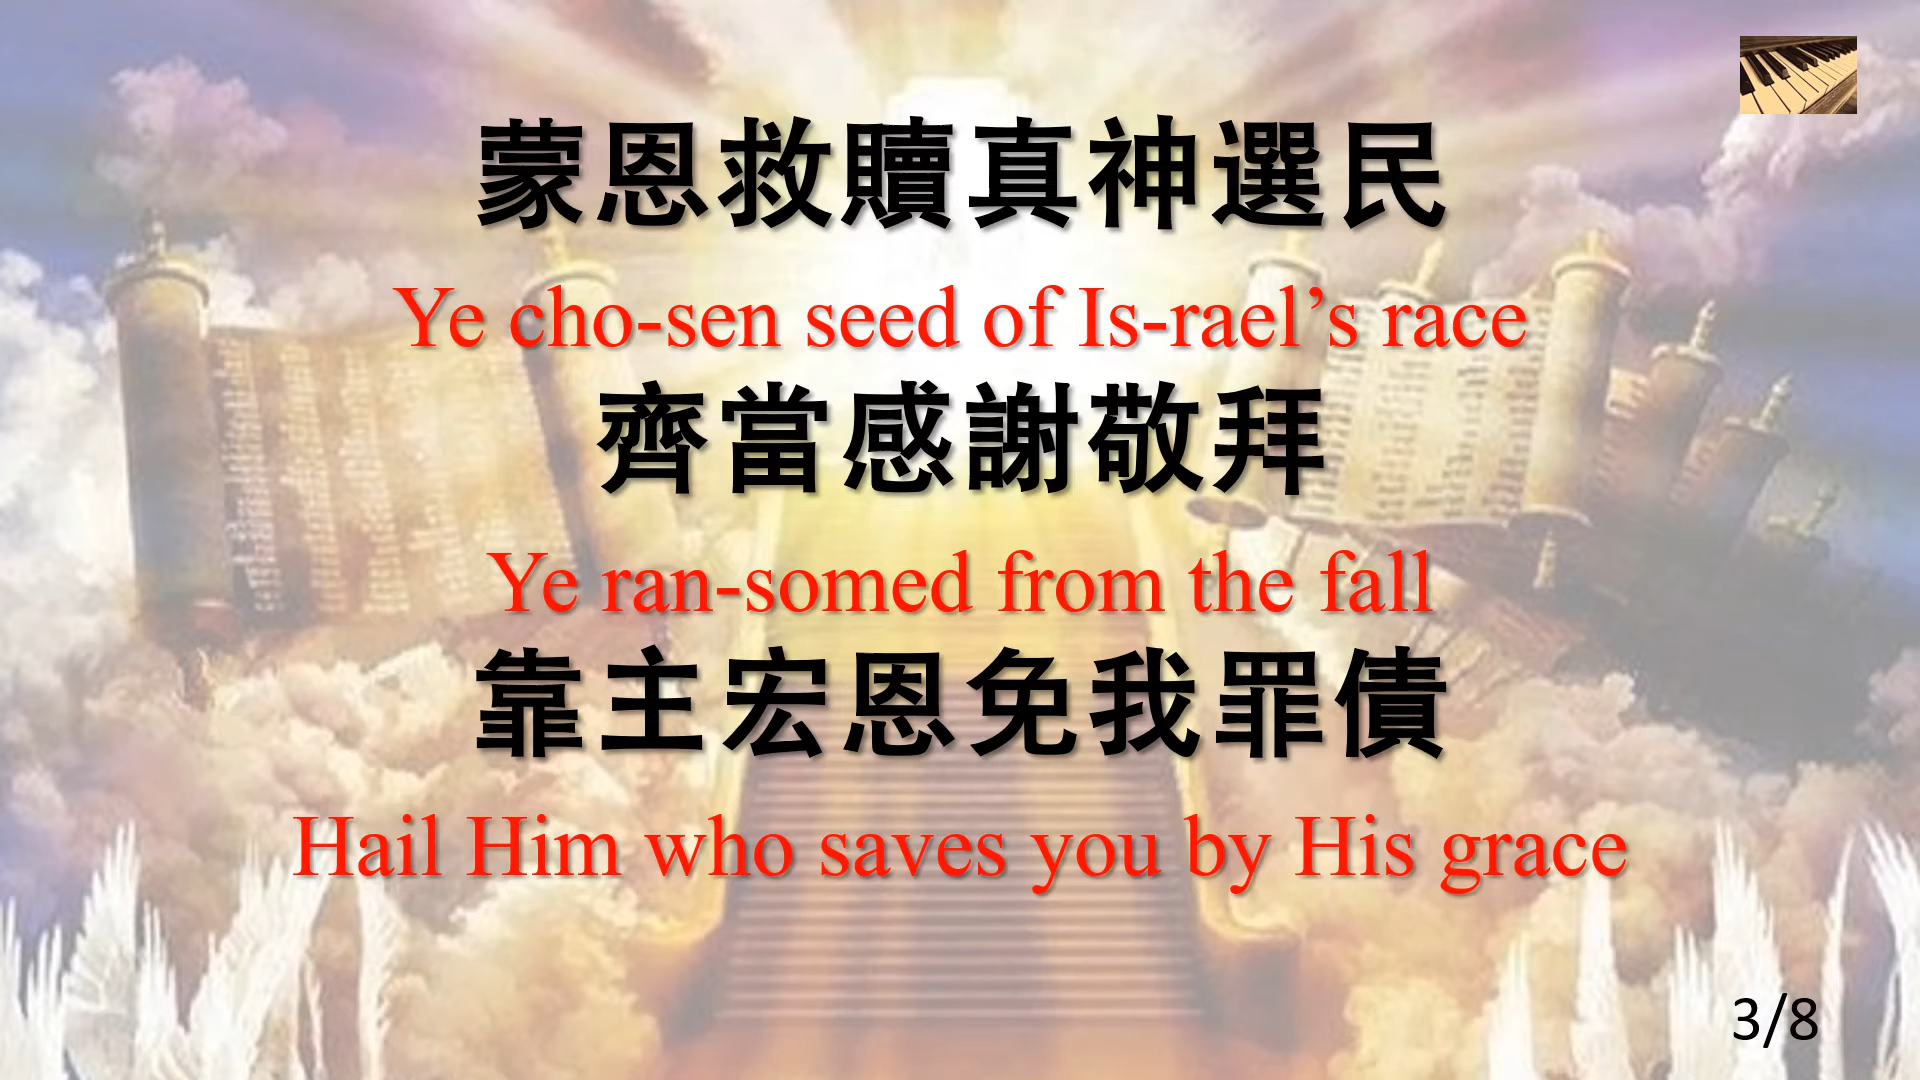 蒙恩救贖真神選民
Ye cho-sen seed of Is-rael’s race
齊當感謝敬拜
Ye ran-somed from the fall
靠主宏恩免我罪債
Hail Him who saves you by His grace
3/8